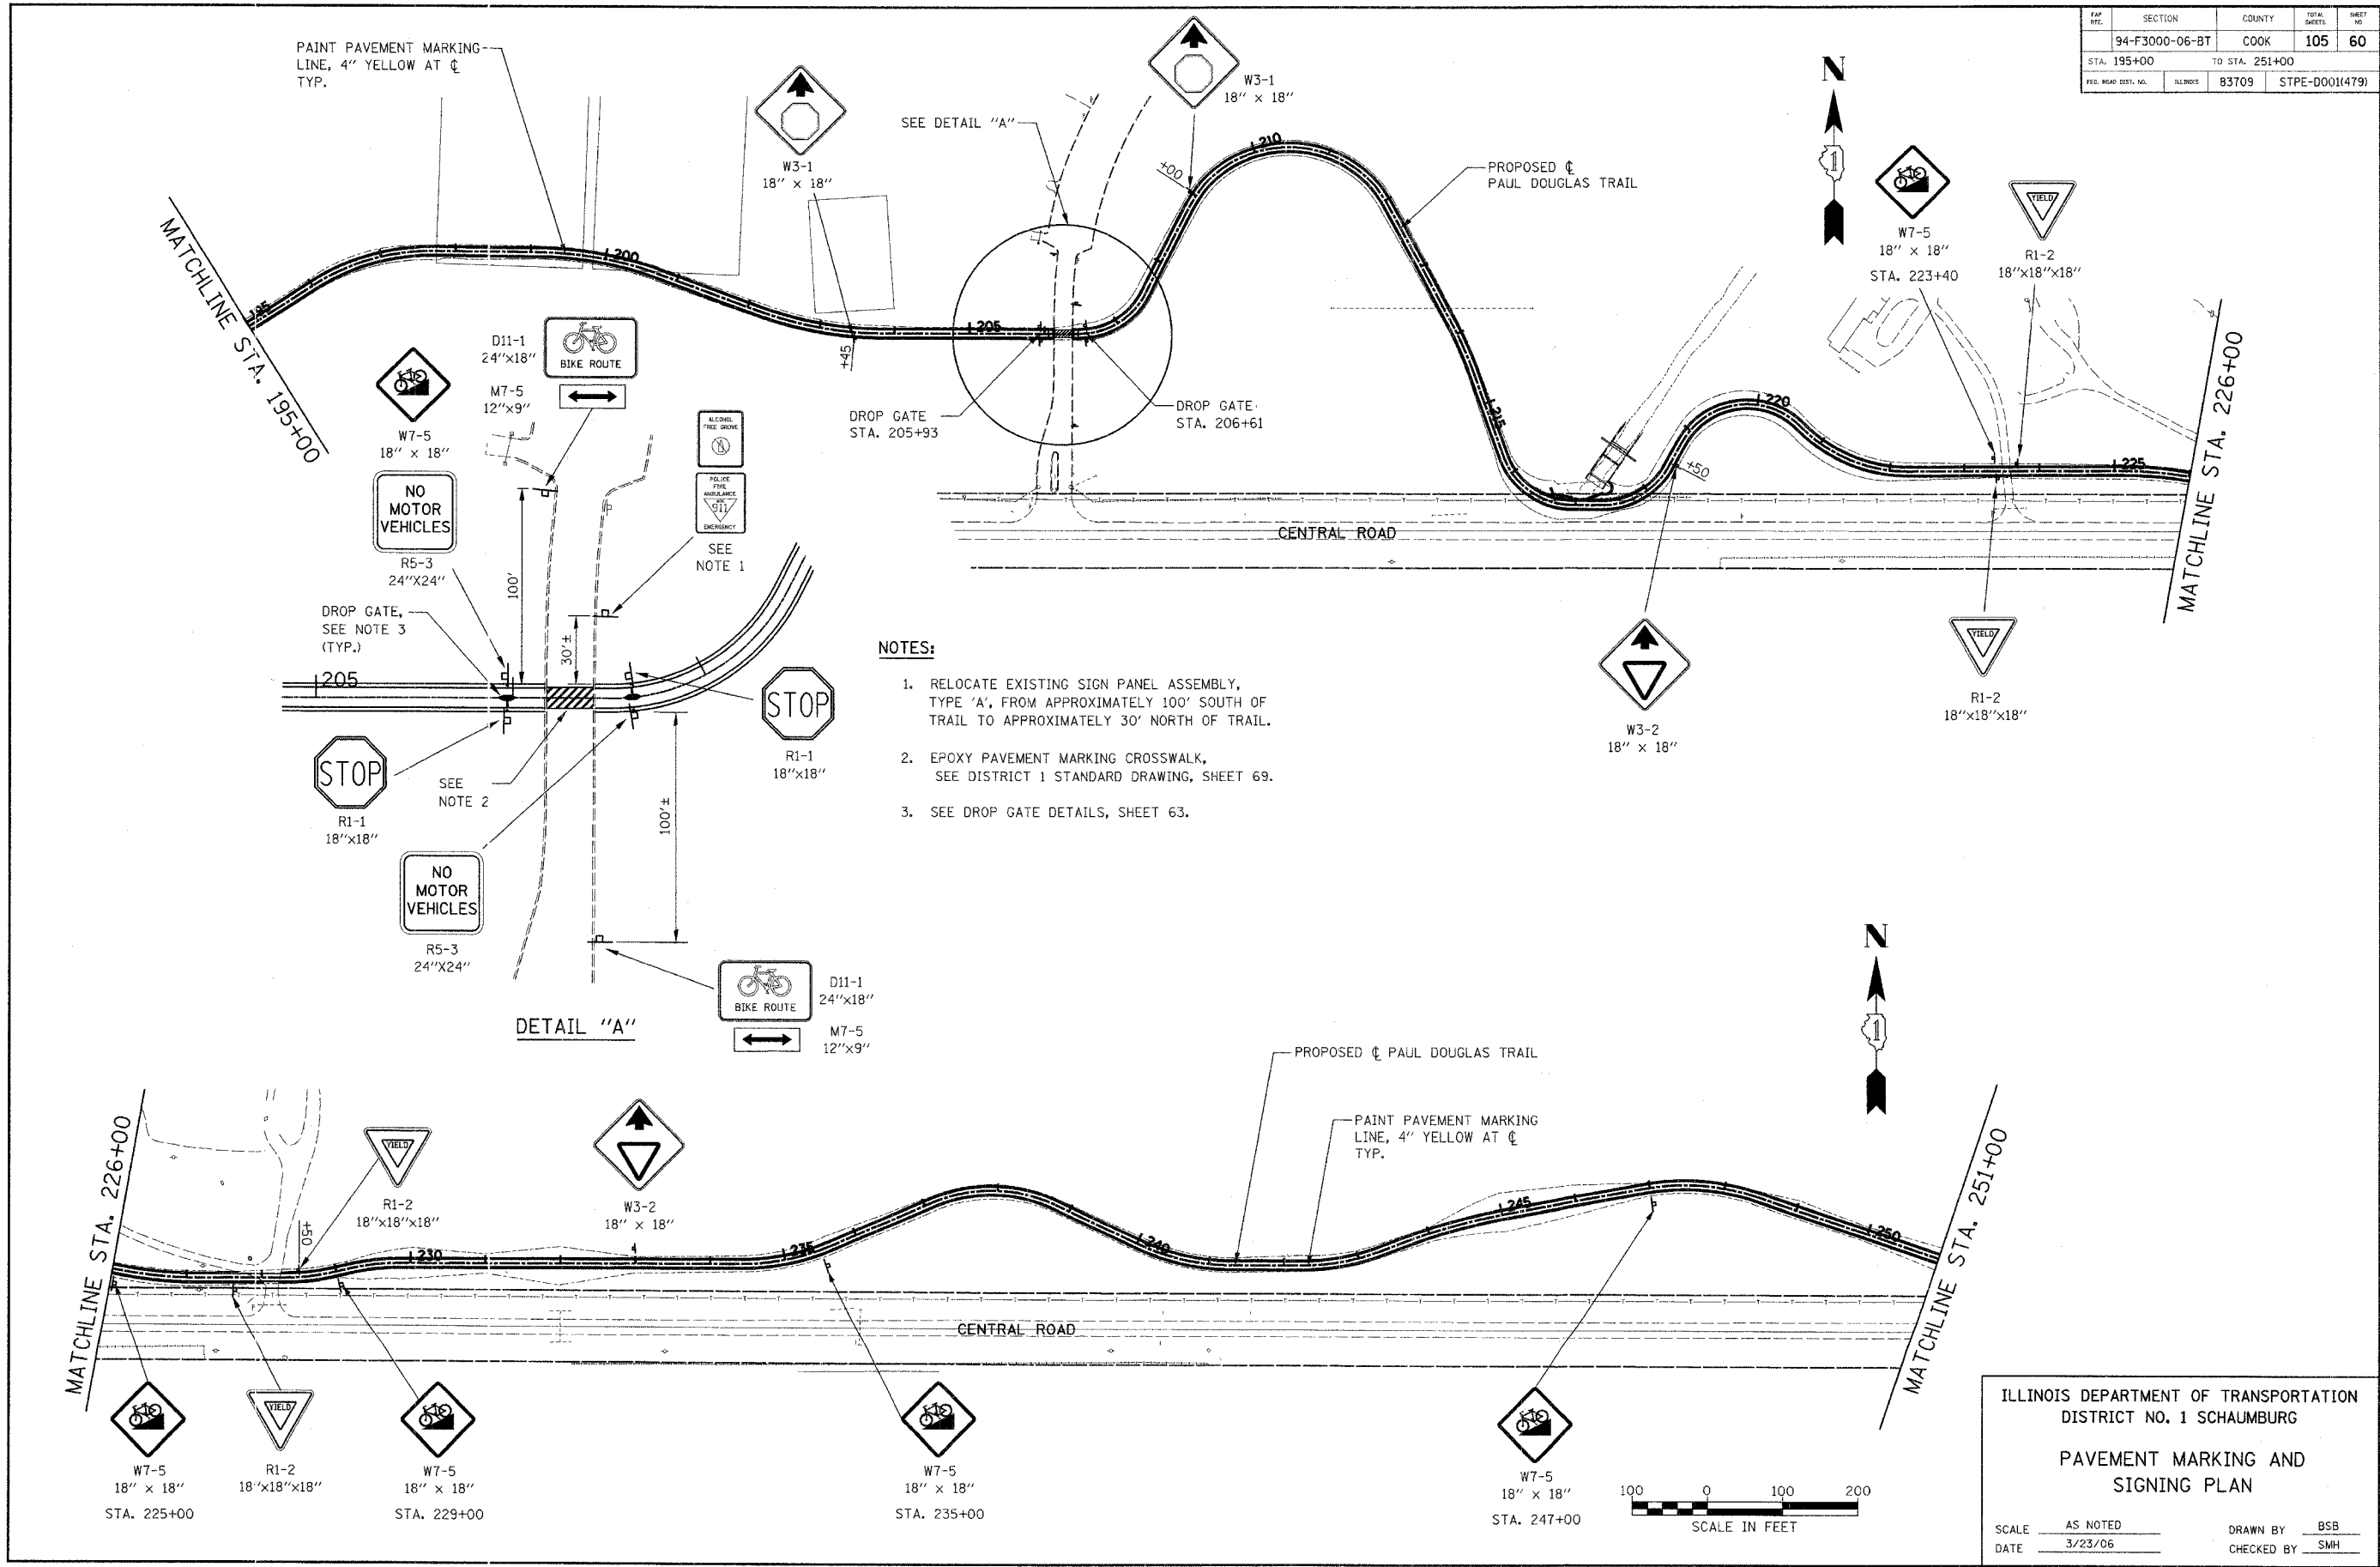 FAP RTE.
SECTION
COUNTY
TOTAL SHEETS
SHEET NO
94-F3000-06-BT
COOK
105
60
STA. 195+00 TO STA. 251+00
FED. ROAD DIST. NO.
ILLINOIS
83709
STPE-D001(479)
PAINT PAVEMENT MARKING
LINE, 4" YELLOW AT ℄
TYP.
W3-1
18" × 18"
W3-1
18" × 18"
SEE DETAIL "A"
+00
210
PROPOSED ℄
PAUL DOUGLAS TRAIL
N
1
W7-5
18" × 18"
STA. 223+40
YIELD
R1-2
18"x18"x18"
MATCHLINE STA. 195+00
195
200
+45
205
DROP GATE
STA. 205+93
DROP GATE
STA. 206+61
215
+50
220
225
MATCHLINE STA. 226+00
CENTRAL ROAD
W3-2
18" × 18"
YIELD
R1-2
18"x18"x18"
D11-1
24"x18"
BIKE ROUTE
M7-5
12"x9"
W7-5
18" × 18"
NO
MOTOR
VEHICLES
R5-3
24"X24"
ALCOHOL
FREE GROVE
POLICE
FIRE
AMBULANCE
911
EMERGENCY
SEE
NOTE 1
100'
30'±
DROP GATE,
SEE NOTE 3
(TYP.)
205
STOP
R1-1
18"x18"
STOP
R1-1
18"x18"
SEE
NOTE 2
100'±
NO
MOTOR
VEHICLES
R5-3
24"X24"
BIKE ROUTE
D11-1
24"x18"
M7-5
12"x9"
DETAIL "A"
NOTES:
1. RELOCATE EXISTING SIGN PANEL ASSEMBLY,
TYPE 'A', FROM APPROXIMATELY 100' SOUTH OF
TRAIL TO APPROXIMATELY 30' NORTH OF TRAIL.
2. EPOXY PAVEMENT MARKING CROSSWALK,
SEE DISTRICT 1 STANDARD DRAWING, SHEET 69.
3. SEE DROP GATE DETAILS, SHEET 63.
N
1
PROPOSED ℄ PAUL DOUGLAS TRAIL
PAINT PAVEMENT MARKING
LINE, 4" YELLOW AT ℄
TYP.
MATCHLINE STA. 226+00
YIELD
R1-2
18"x18"x18"
+50
W3-2
18" × 18"
230
235
240
245
250
MATCHLINE STA. 251+00
CENTRAL ROAD
W7-5
18" × 18"
STA. 225+00
YIELD
R1-2
18"x18"x18"
W7-5
18" × 18"
STA. 229+00
W7-5
18" × 18"
STA. 235+00
W7-5
18" × 18"
STA. 247+00
100 0 100 200
SCALE IN FEET
ILLINOIS DEPARTMENT OF TRANSPORTATION
DISTRICT NO. 1 SCHAUMBURG
PAVEMENT MARKING AND
SIGNING PLAN
SCALE AS NOTED
DRAWN BY BSB
DATE 3/23/06
CHECKED BY SMH